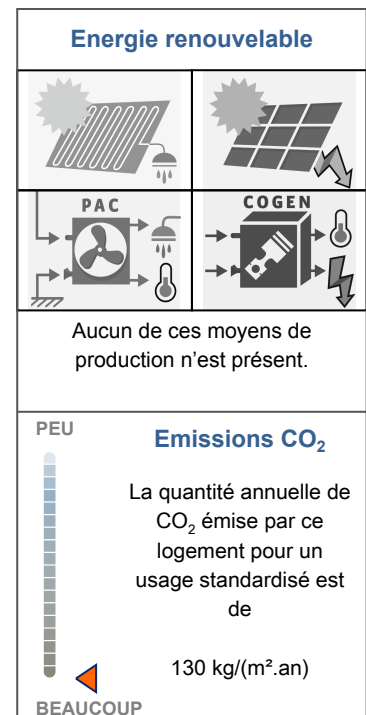 Energie renouvelable
PAC
COGEN
Aucun de ces moyens de
production n'est présent.
PEU
Emissions CO₂
La quantité annuelle de
CO₂ émise par ce
logement pour un
usage standardisé est
de
130 kg/(m².an)
BEAUCOUP